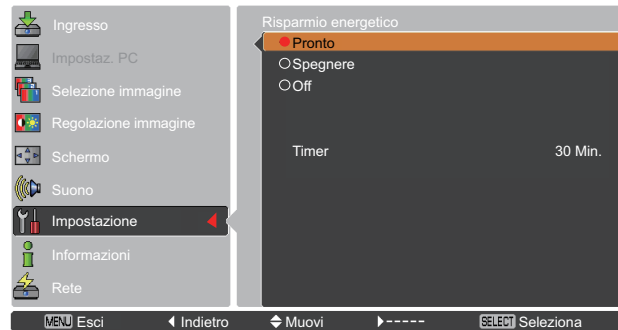 Ingresso
Impostaz. PC
Selezione immagine
Regolazione immagine
Schermo
Suono
Impostazione
Informazioni
Rete
Risparmio energetico
Pronto
Spegnere
Off
Timer 30 Min.
MENU Esci Indietro Muovi ----- SELECT Seleziona